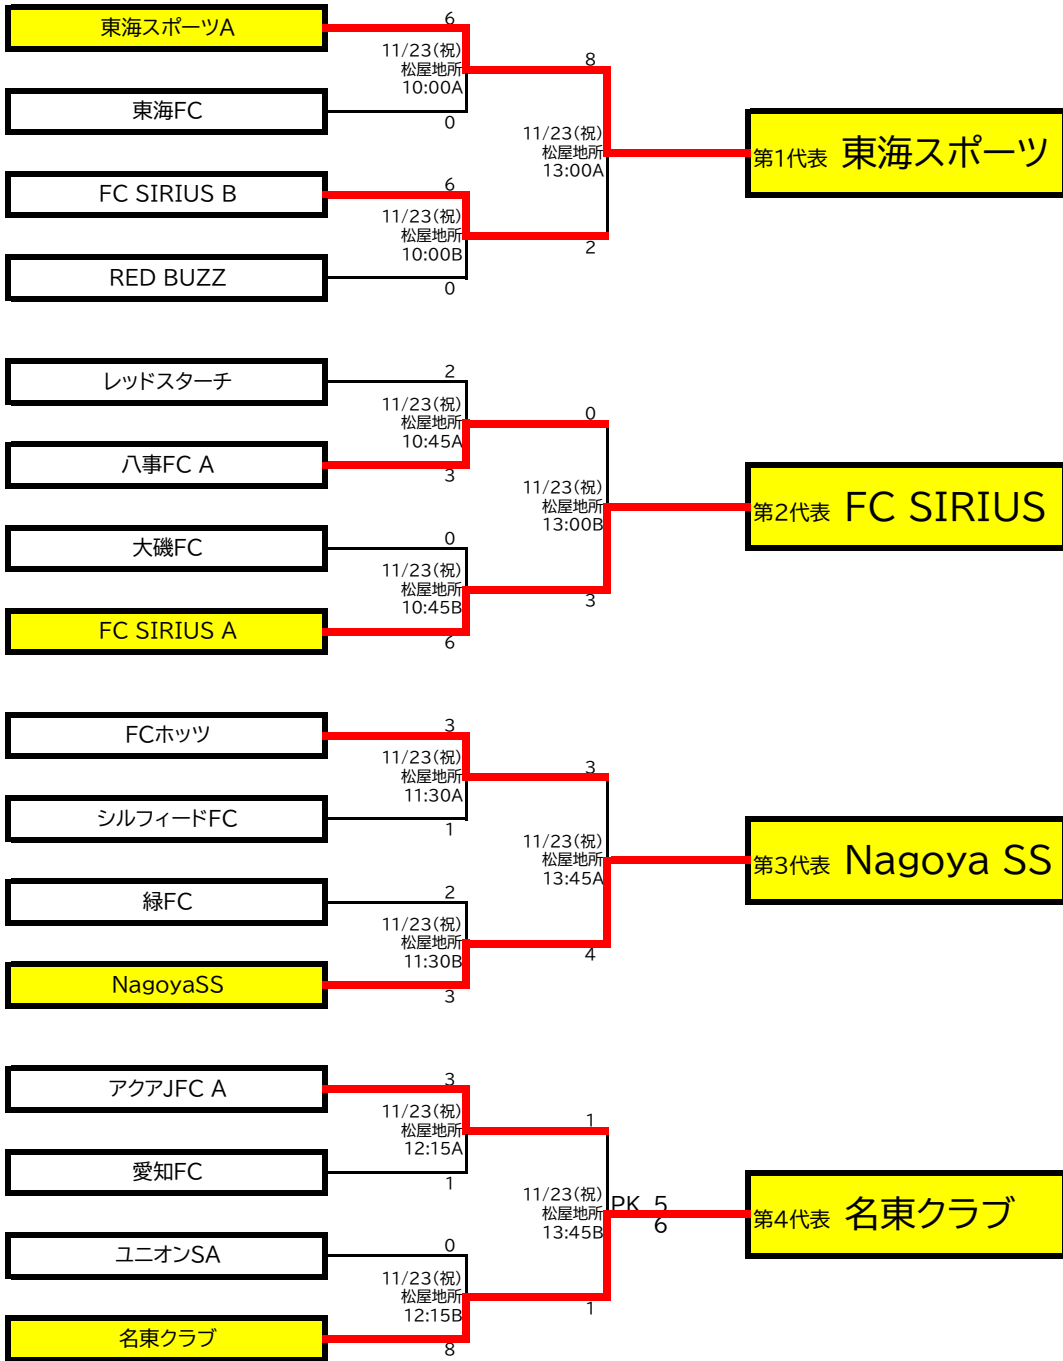 東海スポーツA
6
11/23(祝)
松屋地所
10:00A
東海FC
0
8
11/23(祝)
松屋地所
13:00A
第1代表 東海スポーツ
FC SIRIUS B
6
11/23(祝)
松屋地所
10:00B
2
RED BUZZ
0
レッドスターチ
2
11/23(祝)
松屋地所
10:45A
八事FC A
3
0
11/23(祝)
松屋地所
13:00B
第2代表 FC SIRIUS
大磯FC
0
11/23(祝)
松屋地所
10:45B
3
FC SIRIUS A
6
FCホッツ
3
11/23(祝)
松屋地所
11:30A
シルフィードFC
1
3
11/23(祝)
松屋地所
13:45A
第3代表 Nagoya SS
緑FC
2
11/23(祝)
松屋地所
11:30B
4
NagoyaSS
3
アクアJFC A
3
11/23(祝)
松屋地所
12:15A
愛知FC
1
1
11/23(祝)
松屋地所
13:45B
PK 5
6
第4代表 名東クラブ
ユニオンSA
0
11/23(祝)
松屋地所
12:15B
1
名東クラブ
8